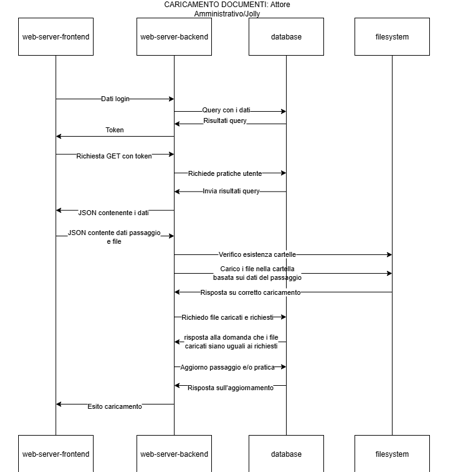 CARICAMENTO DOCUMENTI: Attore
Amministrativo/Jolly
web-server-frontend
web-server-backend
database
filesystem
Dati login
Query con i dati
Risultati query
Token
Richiesta GET con token
Richiede pratiche utente
Invia risultati query
JSON contenente i dati
JSON contente dati passaggio
e file
Verifico esistenza cartelle
Carico i file nella cartella
basata sui dati del passaggio
Risposta su corretto caricamento
Richiedo file caricati e richiesti
risposta alla domanda che i file
caricati siano uguali ai richiesti
Aggiorno passaggio e/o pratica
Risposta sull'aggiornamento
Esito caricamento
web-server-frontend
web-server-backend
database
filesystem